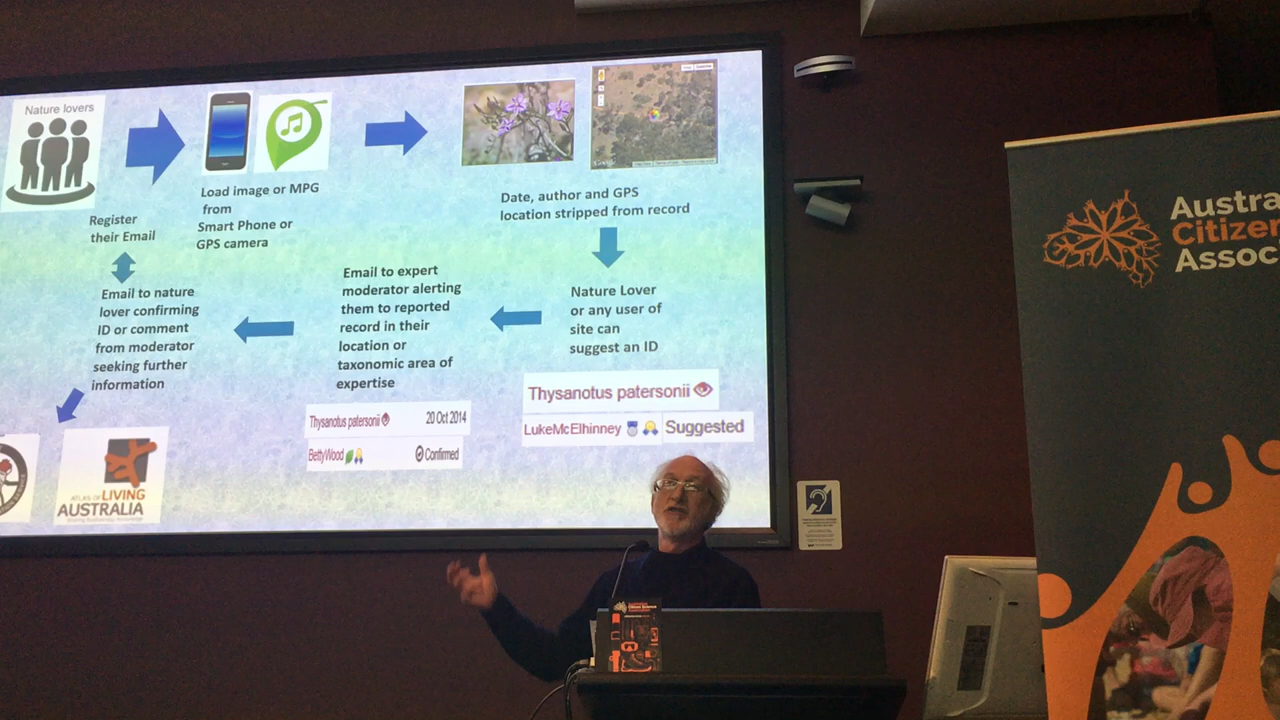 Nature lovers
Register
their Email
Load image or MPG
from
Smart Phone or
GPS camera
Date, author and GPS
location stripped from record
Nature Lover
or any user of
site can
suggest an ID
Thysanotus patersonii
LukeMcElhinney Suggested
Email to expert
moderator alerting
them to reported
record in their
location or
taxonomic area of
expertise
Thysanotus patersonii 20 Oct 2014
BettyWood Confirmed
Email to nature
lover confirming
ID or comment
from moderator
seeking further
information
ATLAS OF LIVING
AUSTRALIA
Austra
Citizen
Assoc
Citizen Science